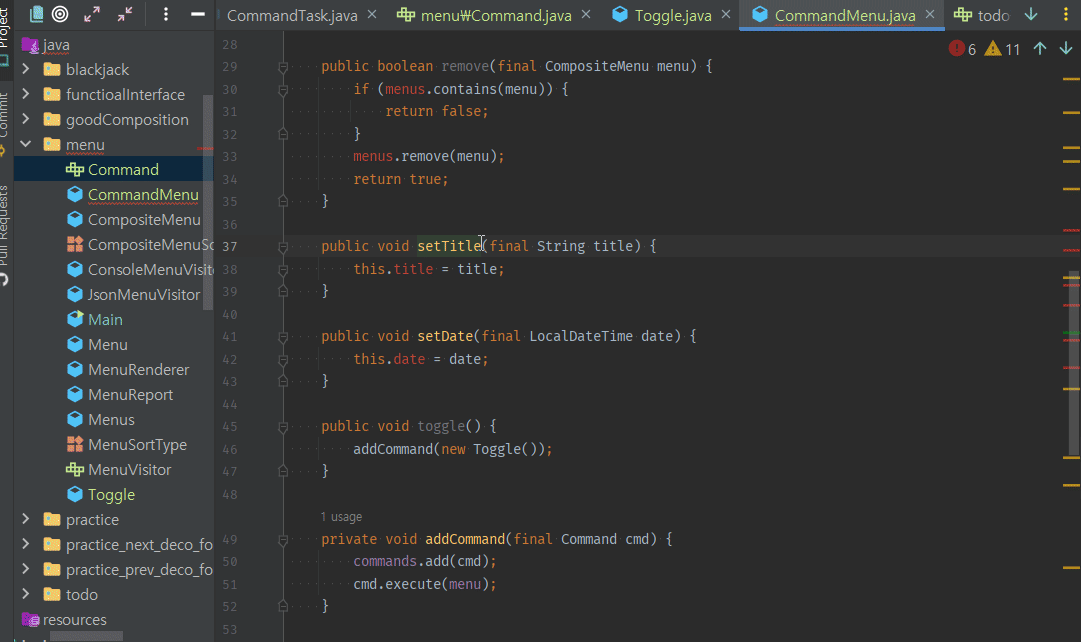 CommandTask.java
menu₩Command.java
Toggle.java
CommandMenu.java
todo
Project
Commit
Pull Requests
java
blackjack
functioalInterface
goodComposition
menu
Command
CommandMenu
CompositeMenu
CompositeMenuSo
ConsoleMenuVisit
JsonMenuVisitor
Main
Menu
MenuRenderer
MenuReport
Menus
MenuSortType
MenuVisitor
Toggle
practice
practice_next_deco_fo
practice_prev_deco_fo
todo
resources
6 11
28
29 public boolean remove(final CompositeMenu menu) {
30 if (menus.contains(menu)) {
31 return false;
32 }
33 menus.remove(menu);
34 return true;
35 }
36
37 public void setTitle(final String title) {
38 this.title = title;
39 }
40
41 public void setDate(final LocalDateTime date) {
42 this.date = date;
43 }
44
45 public void toggle() {
46 addCommand(new Toggle());
47 }
48
1 usage
49 private void addCommand(final Command cmd) {
50 commands.add(cmd);
51 cmd.execute(menu);
52 }
53